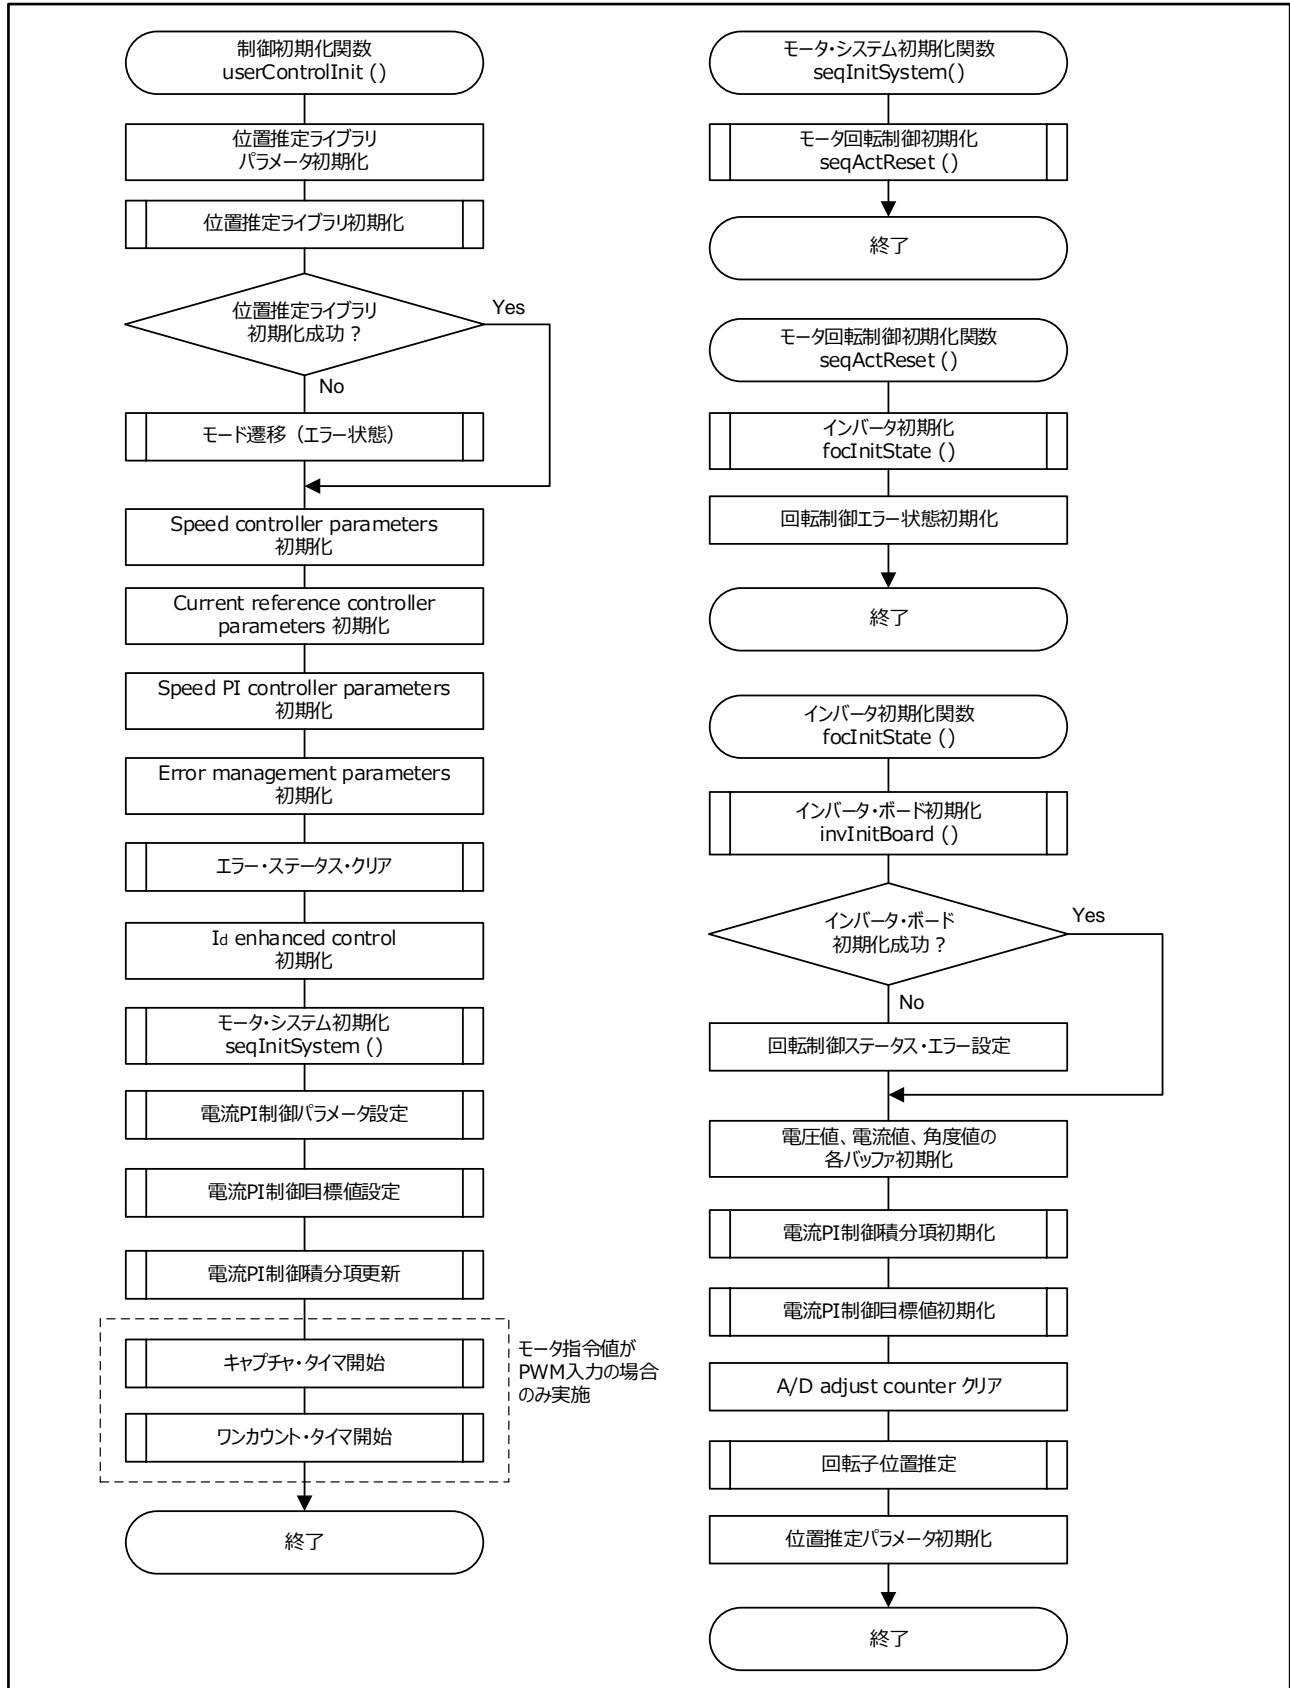 制御初期化関数
userControlInit ()
位置推定ライブラリ
パラメータ初期化
位置推定ライブラリ初期化
位置推定ライブラリ
初期化成功？
Yes
No
モード遷移（エラー状態）
Speed controller parameters
初期化
Current reference controller
parameters 初期化
Speed PI controller parameters
初期化
Error management parameters
初期化
エラー・ステータス・クリア
Id enhanced control
初期化
モータ・システム初期化
seqInitSystem ()
電流PI制御パラメータ設定
電流PI制御目標値設定
電流PI制御積分項更新
キャプチャ・タイマ開始
ワンカウント・タイマ開始
モータ指令値が
PWM入力の場合
のみ実施
終了
モータ・システム初期化関数
seqInitSystem()
モータ回転制御初期化
seqActReset ()
終了
モータ回転制御初期化関数
seqActReset ()
インバータ初期化
focInitState ()
回転制御エラー状態初期化
終了
インバータ初期化関数
focInitState ()
インバータ・ボード初期化
invInitBoard ()
インバータ・ボード
初期化成功？
Yes
No
回転制御ステータス・エラー設定
電圧値、電流値、角度値の
各バッファ初期化
電流PI制御積分項初期化
電流PI制御目標値初期化
A/D adjust counter クリア
回転子位置推定
位置推定パラメータ初期化
終了